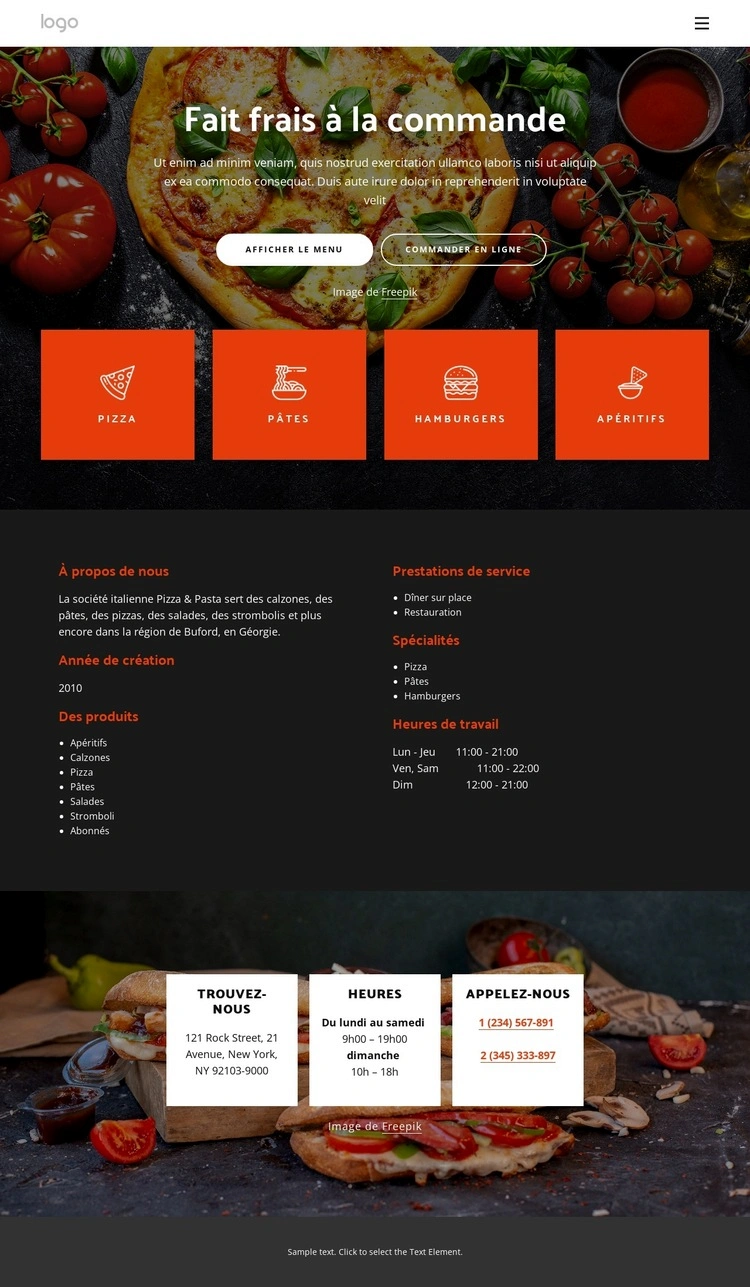 logo
Fait frais à la commande
Ut enim ad minim veniam, quis nostrud exercitation ullamco laboris nisi ut aliquip
ex ea commodo consequat. Duis aute irure dolor in reprehenderit in voluptate
velit
AFFICHER LE MENU
COMMANDER EN LIGNE
Image de Freepik
PIZZA
PÂTES
HAMBURGERS
APÉRITIFS
À propos de nous
La société italienne Pizza & Pasta sert des calzones, des
pâtes, des pizzas, des salades, des strombolis et plus
encore dans la région de Buford, en Géorgie.
Année de création
2010
Des produits
• Apéritifs
• Calzones
• Pizza
• Pâtes
• Salades
• Stromboli
• Abonnés
Prestations de service
• Dîner sur place
• Restauration
Spécialités
• Pizza
• Pâtes
• Hamburgers
Heures de travail
Lun - Jeu 11:00 - 21:00
Ven, Sam 11:00 - 22:00
Dim 12:00 - 21:00
TROUVEZ-
NOUS
121 Rock Street, 21
Avenue, New York,
NY 92103-9000
HEURES
Du lundi au samedi
9h00 – 19h00
dimanche
10h – 18h
APPELEZ-NOUS
1 (234) 567-891
2 (345) 333-897
Image de Freepik
Sample text. Click to select the Text Element.